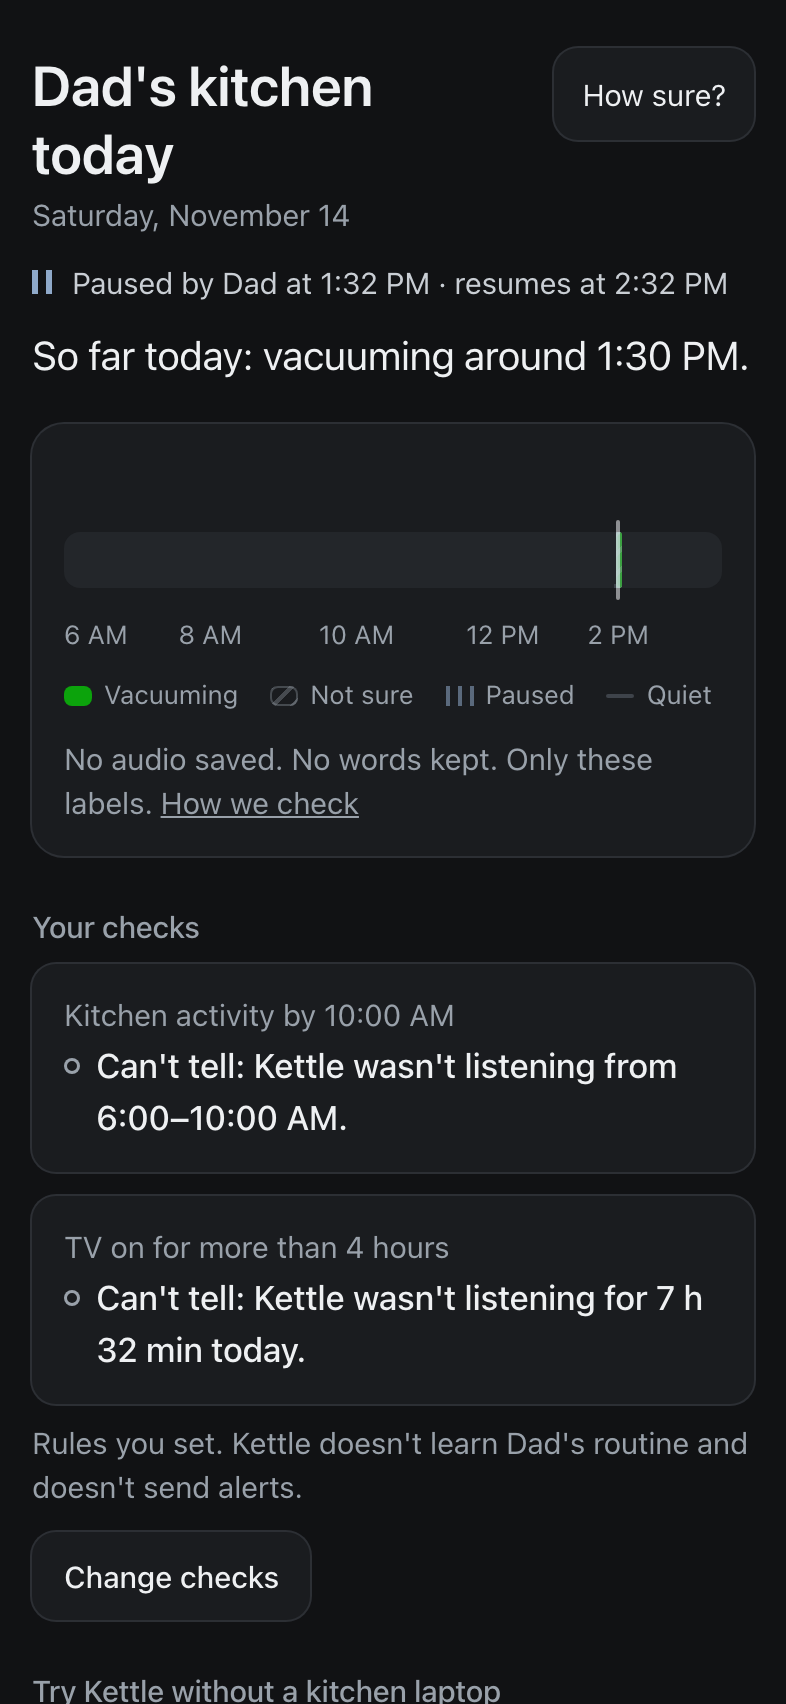 Dad's kitchen
today
How sure?
Saturday, November 14
Paused by Dad at 1:32 PM · resumes at 2:32 PM
So far today: vacuuming around 1:30 PM.
6 AM 8 AM 10 AM 12 PM 2 PM
Vacuuming Not sure Paused Quiet
No audio saved. No words kept. Only these
labels. How we check
Your checks
Kitchen activity by 10:00 AM
Can't tell: Kettle wasn't listening from
6:00–10:00 AM.
TV on for more than 4 hours
Can't tell: Kettle wasn't listening for 7 h
32 min today.
Rules you set. Kettle doesn't learn Dad's routine and
doesn't send alerts.
Change checks
Try Kettle without a kitchen laptop